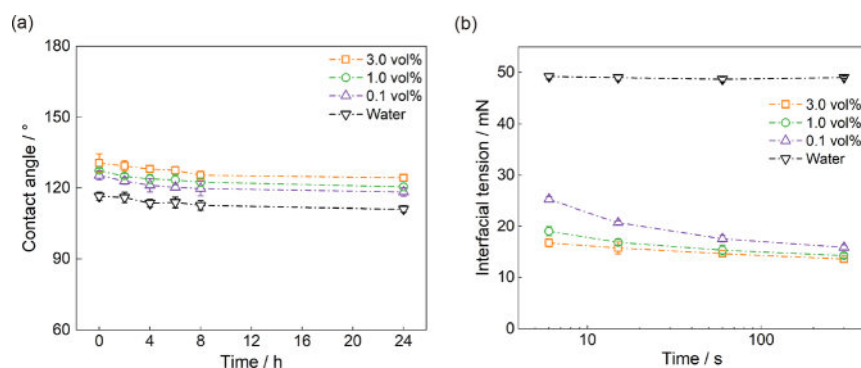 (a)
180
150
120
90
60
Contact angle / °
0
4
8
12
16
20
24
Time / h
3.0 vol%
1.0 vol%
0.1 vol%
Water
(b)
50
40
30
20
10
0
Interfacial tension / mN
10
100
Time / s
3.0 vol%
1.0 vol%
0.1 vol%
Water